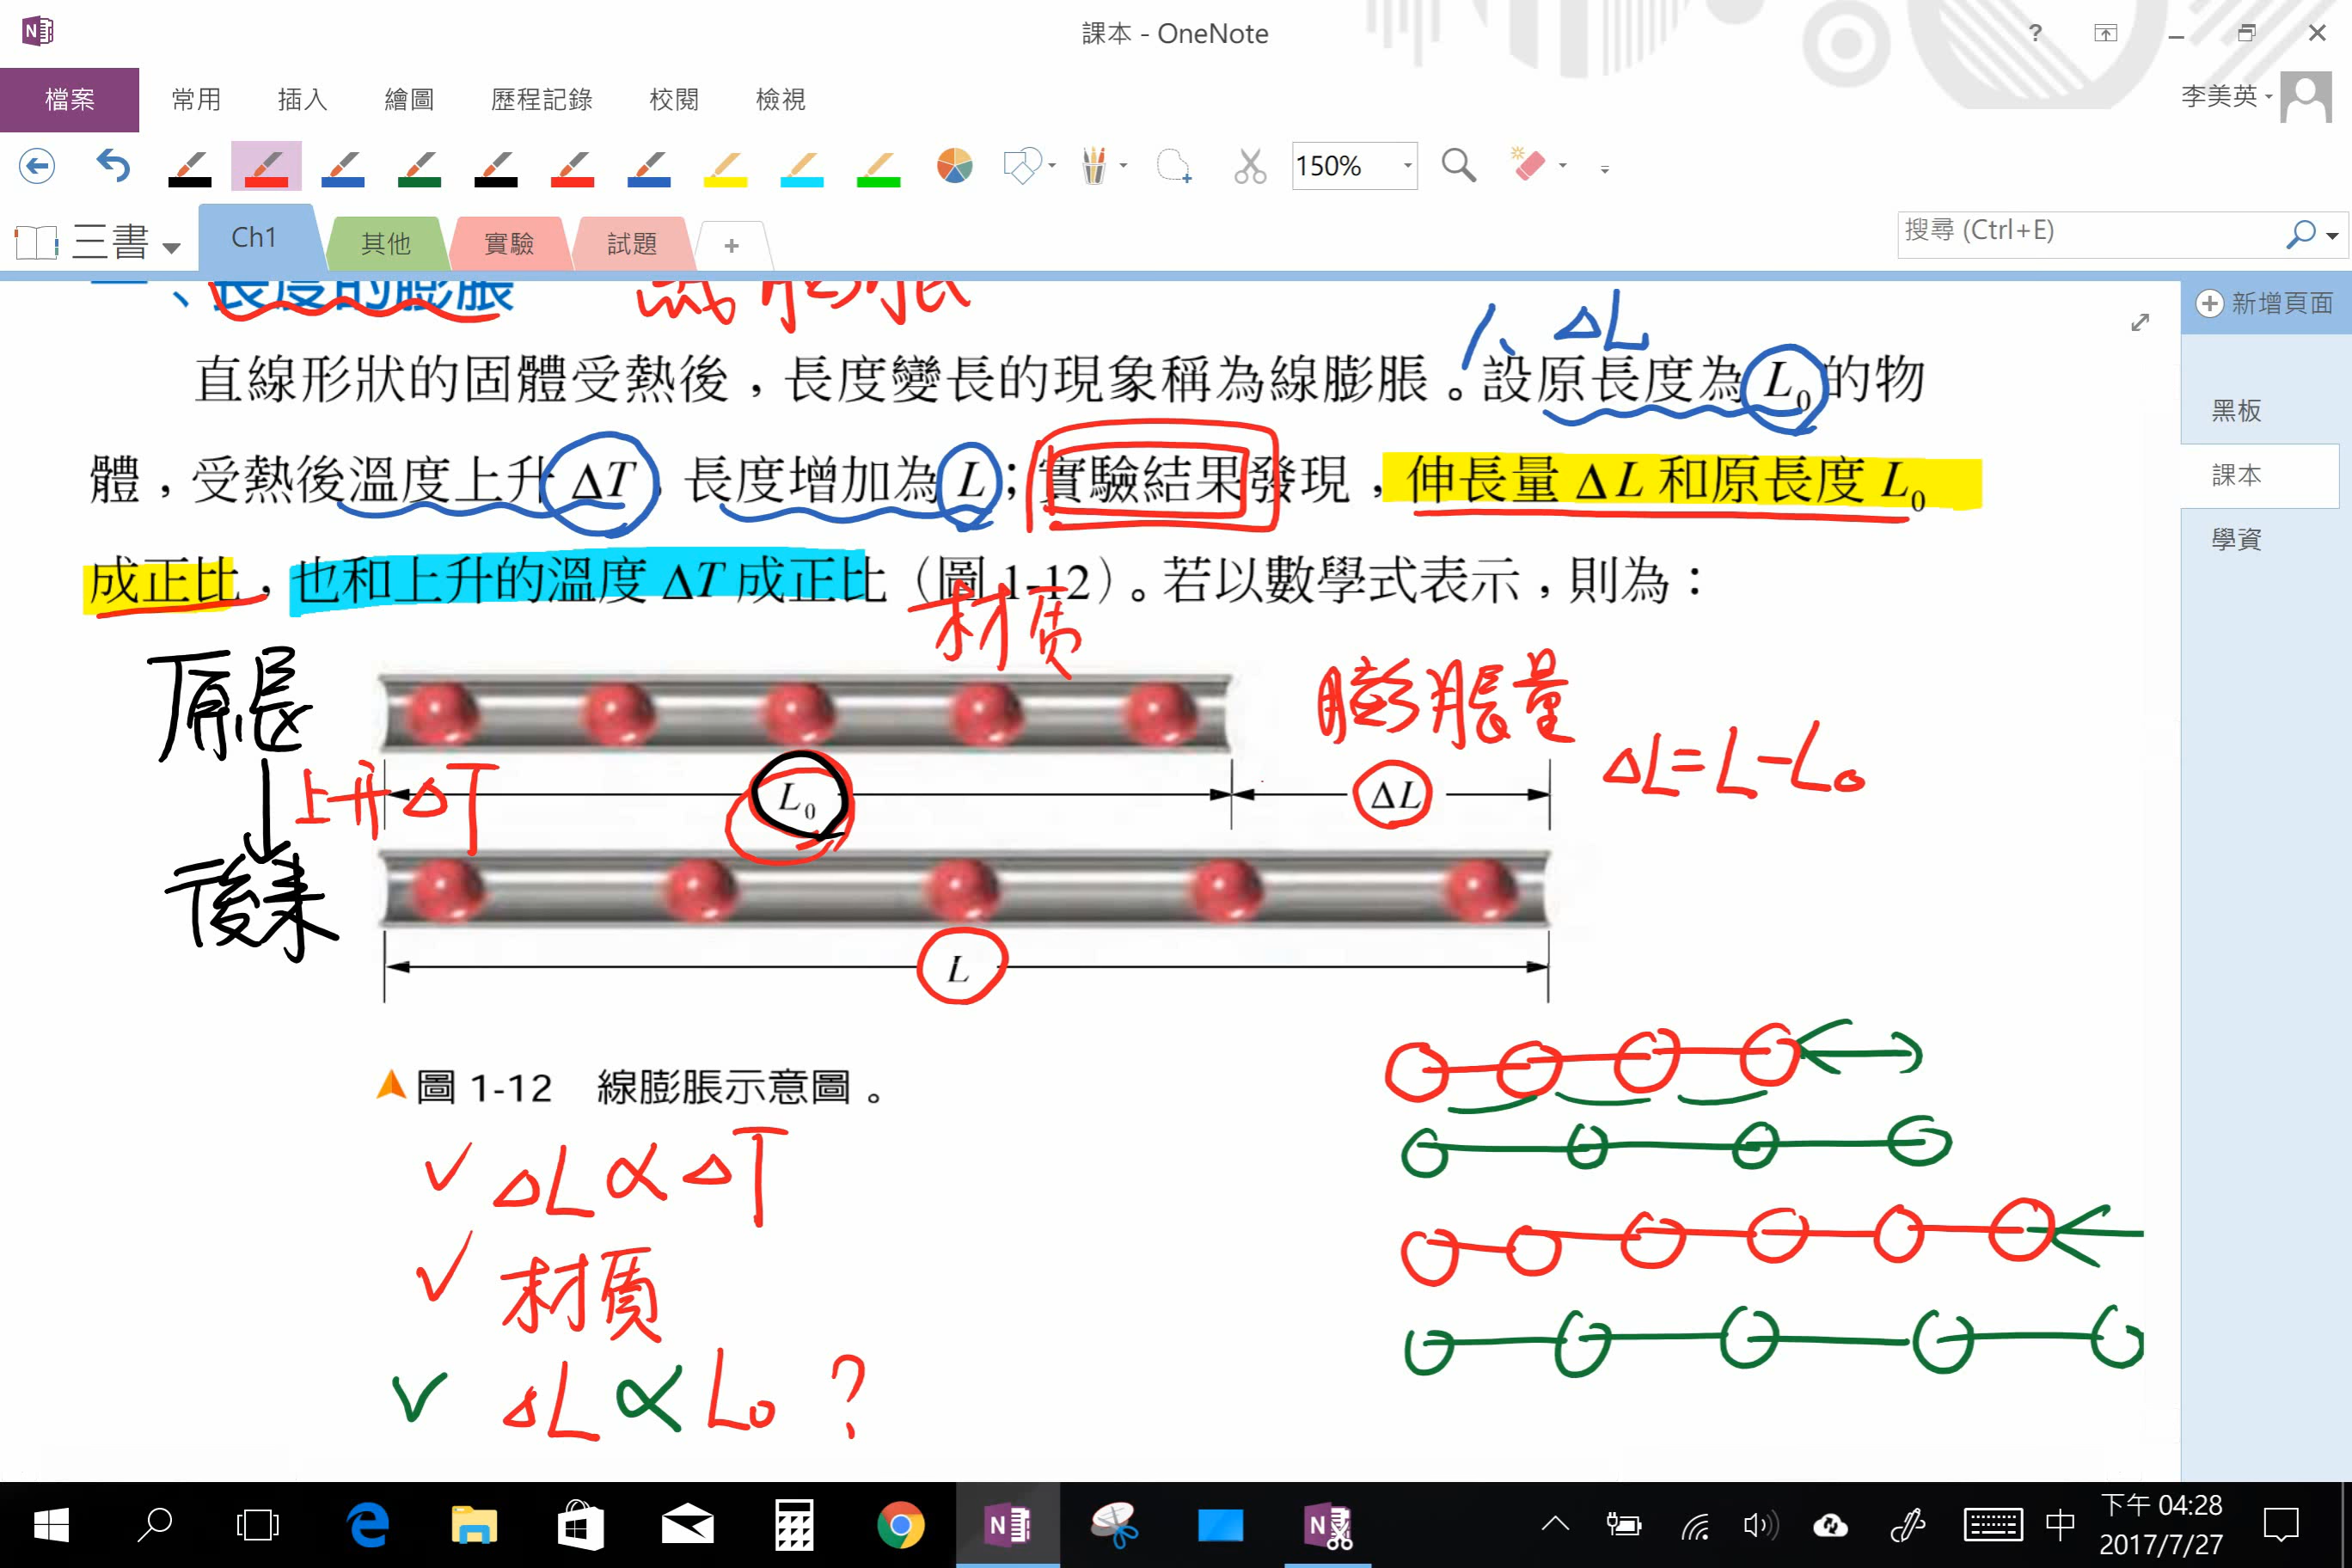 課本 - OneNote
?
檔案 常用 插入 繪圖 歷程記錄 校閱 檢視
李美英
150%
三書 Ch1 其他 實驗 試題 +
搜尋 (Ctrl+E)
新增頁面
黑板
課本
學資
、長度的膨脹
1、 ΔL
直線形狀的固體受熱後，長度變長的現象稱為線膨脹。設原長度為 L₀ 的物
體，受熱後溫度上升 ΔT，長度增加為 L；實驗結果發現，伸長量 ΔL 和原長度 L₀
成正比，也和上升的溫度 ΔT 成正比（圖 1-12）。若以數學式表示，則為：
材質
原長
膨脹量
ΔL=L-L₀
上升ΔT
L₀ ΔL
後來
L
圖 1-12 線膨脹示意圖。
✓ ΔL∝ΔT
✓ 材質
✓ ΔL∝L₀ ?
中
下午 04:28
2017/7/27